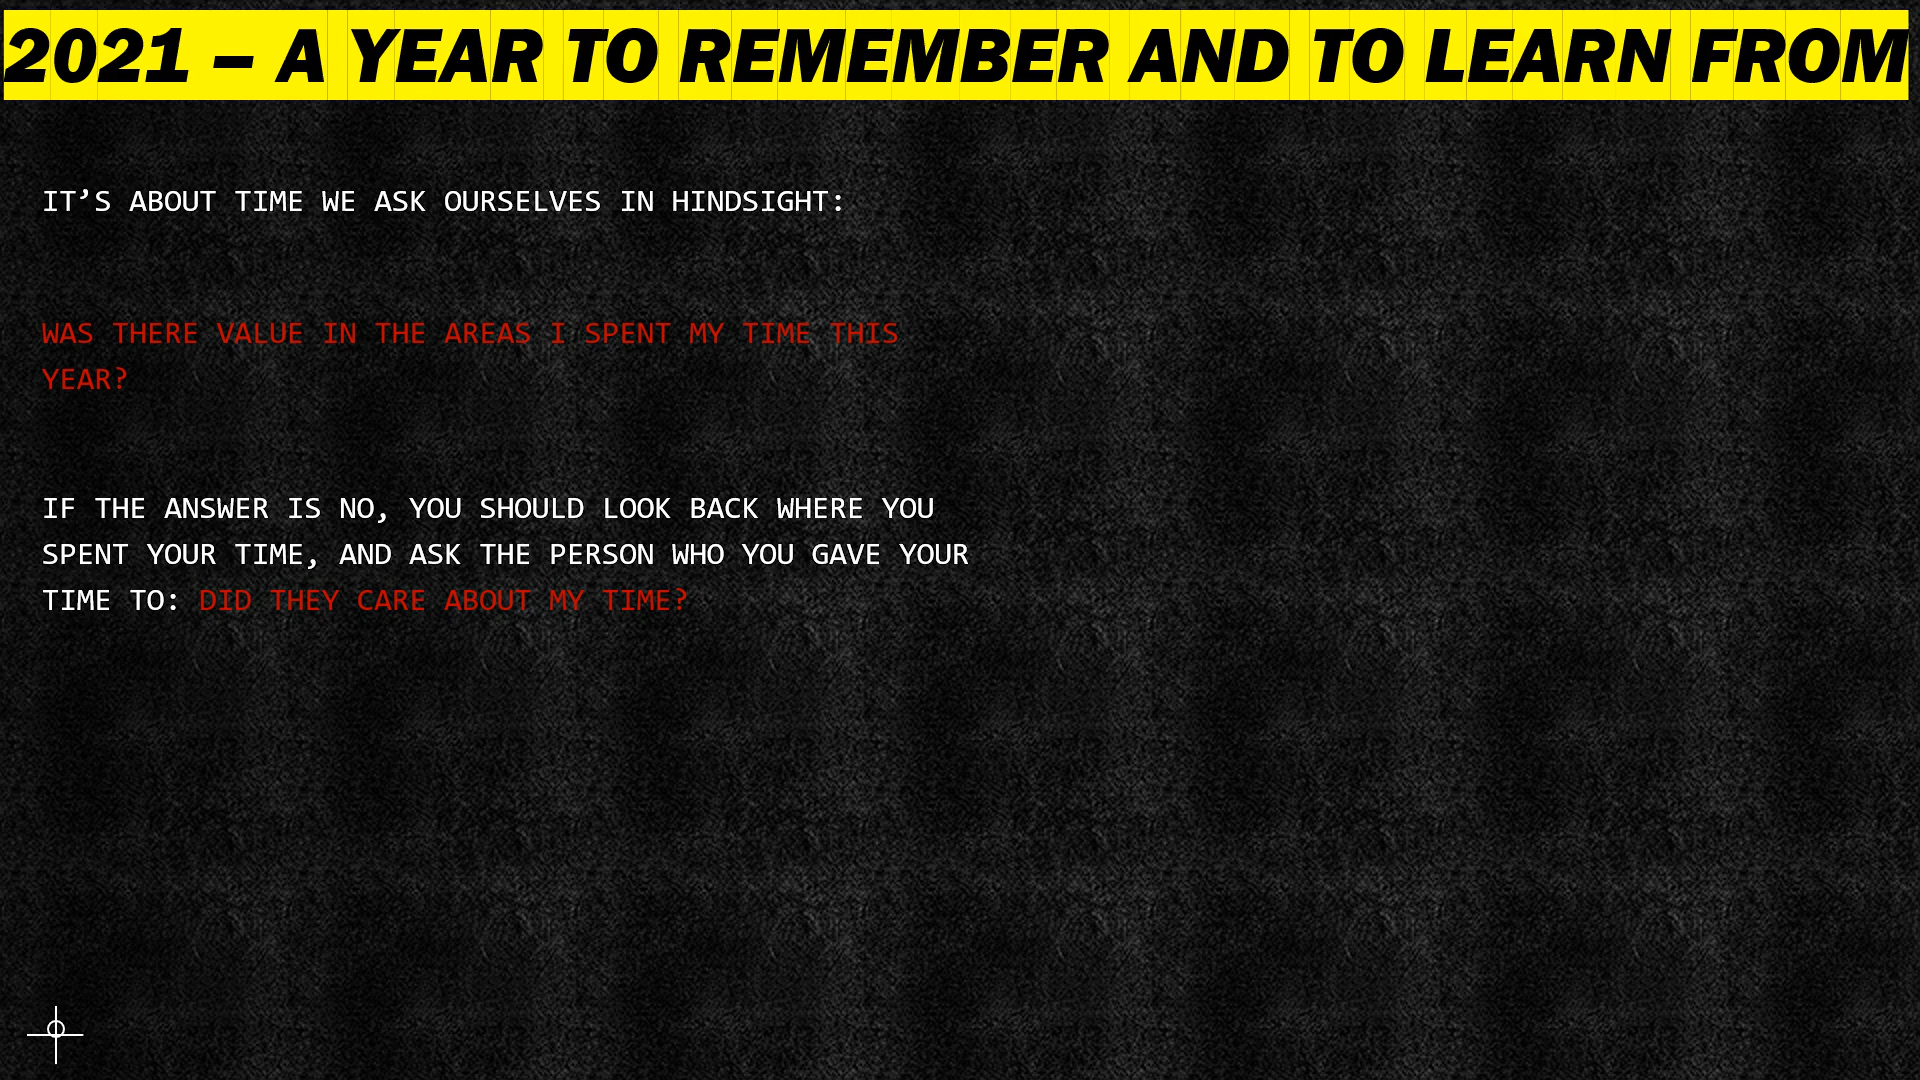 2021 – A YEAR TO REMEMBER AND TO LEARN FROM
IT’S ABOUT TIME WE ASK OURSELVES IN HINDSIGHT:
WAS THERE VALUE IN THE AREAS I SPENT MY TIME THIS
YEAR?
IF THE ANSWER IS NO, YOU SHOULD LOOK BACK WHERE YOU
SPENT YOUR TIME, AND ASK THE PERSON WHO YOU GAVE YOUR
TIME TO: DID THEY CARE ABOUT MY TIME?